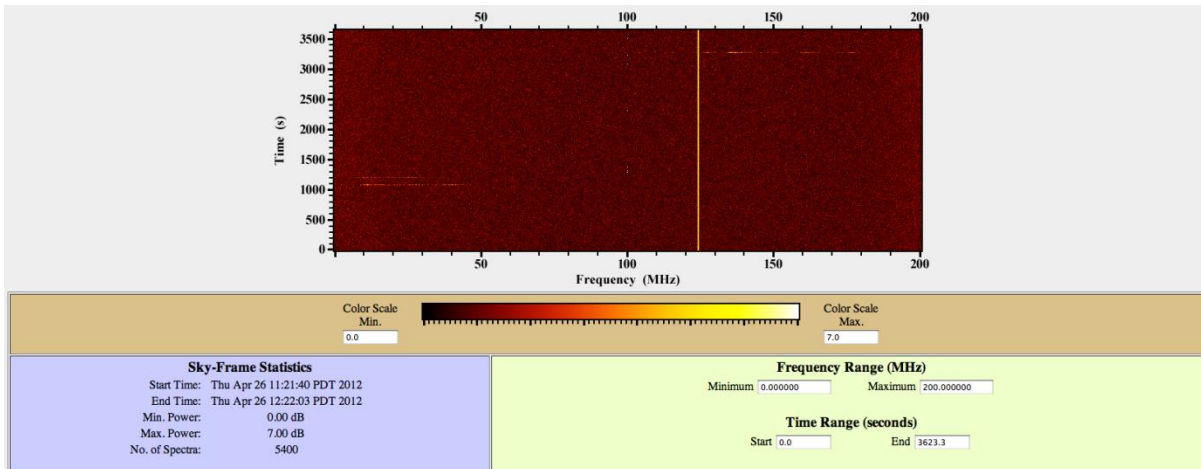 50 100 150 200
3500
3000
2500
2000
1500
1000
500
0
Time (s)
50 100 150 200
Frequency (MHz)
Color Scale Min.
0.0
Color Scale Max.
7.0
Sky-Frame Statistics
Start Time: Thu Apr 26 11:21:40 PDT 2012
End Time: Thu Apr 26 12:22:03 PDT 2012
Min. Power: 0.00 dB
Max. Power: 7.00 dB
No. of Spectra: 5400
Frequency Range (MHz)
Minimum 0.000000 Maximum 200.000000
Time Range (seconds)
Start 0.0 End 3623.3